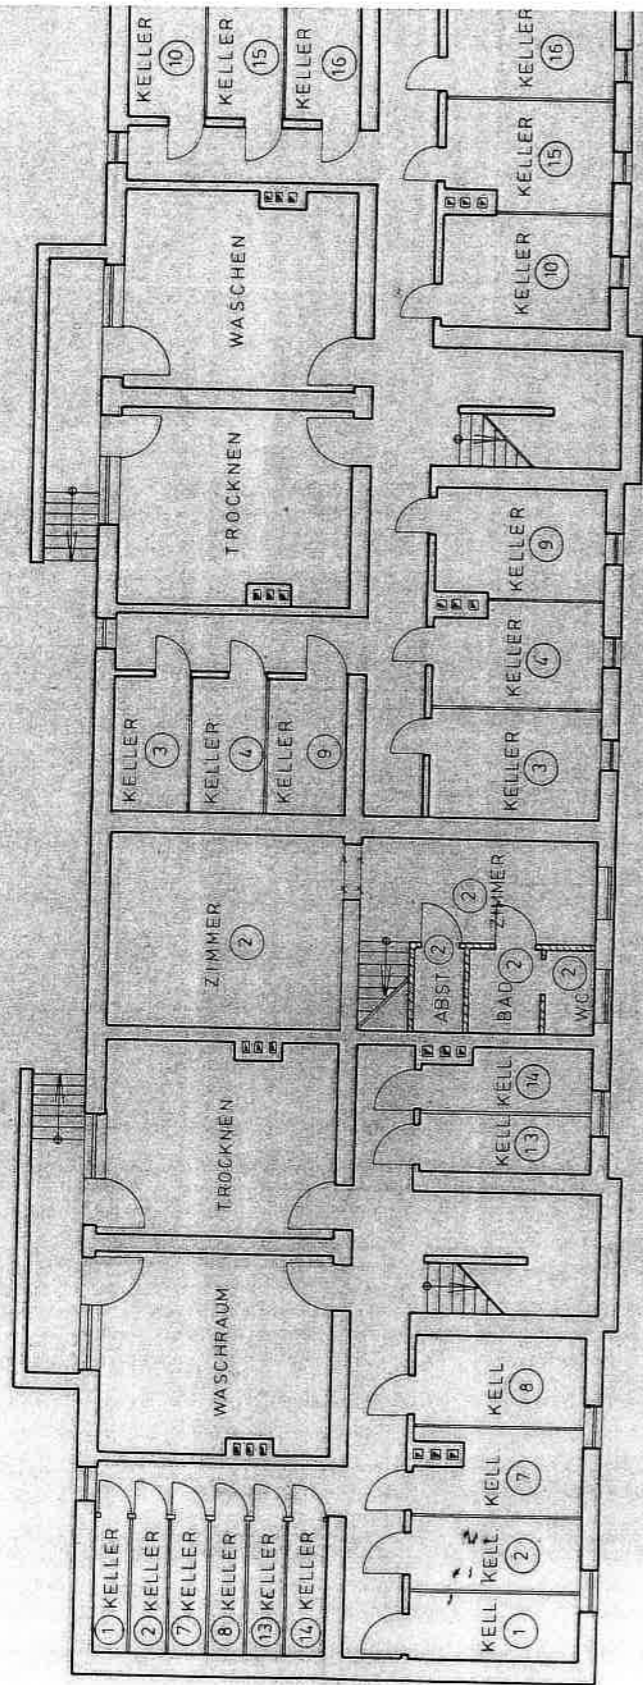 ① KELLER
② KELLER
⑦ KELLER
⑧ KELLER
⑬ KELLER
⑭ KELLER
WASCHRAUM
TROCKNEN
ZIMMER
②
KELLER
③
KELLER
④
KELLER
⑨
TROCKNEN
WASCHEN
KELLER
⑩
KELLER
⑮
KELLER
⑯
KELL
①
KELL
②
KELL
⑦
KELL
⑧
KELL
⑬
KELL
⑭
ABST
②
BAD
②
WC
②
②
ZIMMER
KELLER
③
KELLER
④
KELLER
⑨
KELLER
⑩
KELLER
⑮
KELLER
⑯